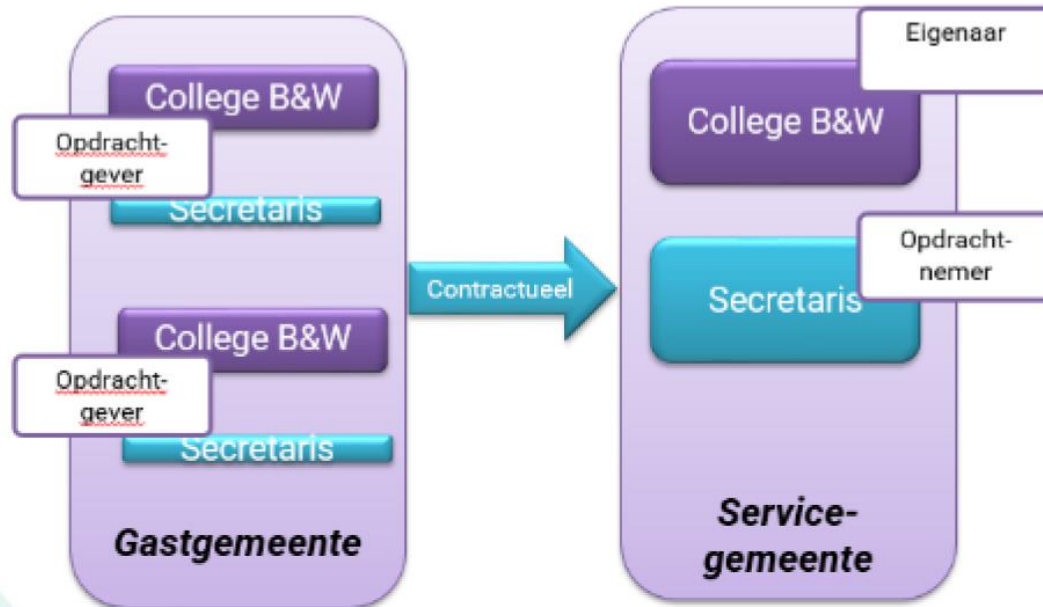 College B&W
Opdracht-
gever
Secretaris
College B&W
Opdracht-
gever
Secretaris
Gastgemeente
Contractueel
Eigenaar
College B&W
Opdracht-
nemer
Secretaris
Service-
gemeente